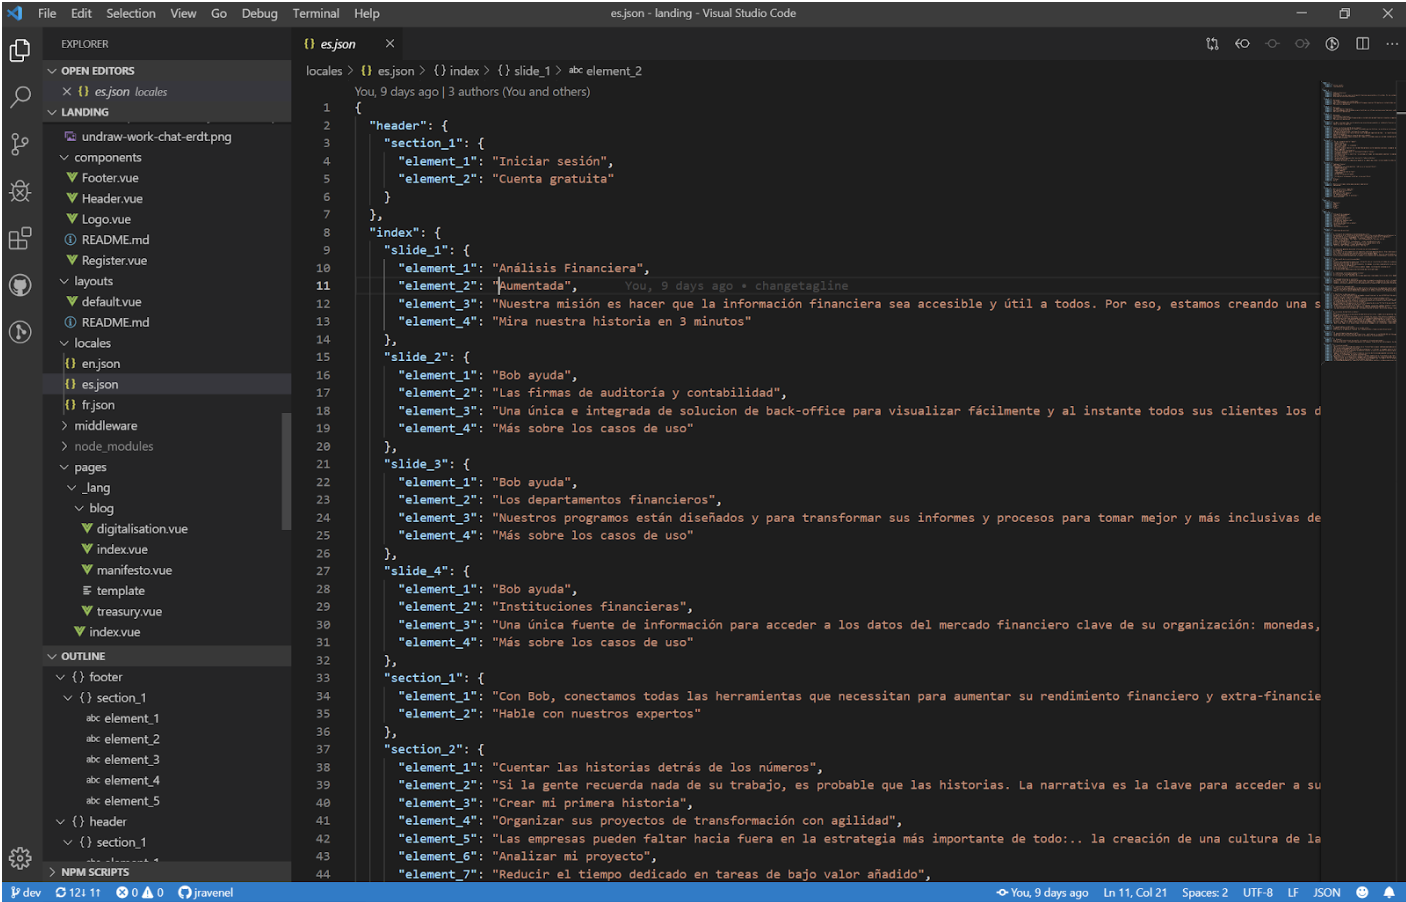 File Edit Selection View Go Debug Terminal Help
es.json - landing - Visual Studio Code
EXPLORER
OPEN EDITORS
es.json locales
LANDING
undraw-work-chat-erdt.png
components
Footer.vue
Header.vue
Logo.vue
README.md
Register.vue
layouts
default.vue
README.md
locales
en.json
es.json
fr.json
middleware
node_modules
pages
_lang
blog
digitalisation.vue
index.vue
manifesto.vue
template
treasury.vue
index.vue
OUTLINE
{} footer
{} section_1
abc element_1
abc element_2
abc element_3
abc element_4
abc element_5
{} header
{} section_1
NPM SCRIPTS
{} es.json
locales > {} es.json > {} index > {} slide_1 > abc element_2
You, 9 days ago | 3 authors (You and others)
1 {
2 "header": {
3 "section_1": {
4 "element_1": "Iniciar sesión",
5 "element_2": "Cuenta gratuita"
6 }
7 },
8 "index": {
9 "slide_1": {
10 "element_1": "Análisis Financiera",
11 "element_2": "Aumentada", You, 9 days ago • changetagline
12 "element_3": "Nuestra misión es hacer que la información financiera sea accesible y útil a todos. Por eso, estamos creando una s
13 "element_4": "Mira nuestra historia en 3 minutos"
14 },
15 "slide_2": {
16 "element_1": "Bob ayuda",
17 "element_2": "Las firmas de auditoría y contabilidad",
18 "element_3": "Una única e integrada de solucion de back-office para visualizar fácilmente y al instante todos sus clientes los d
19 "element_4": "Más sobre los casos de uso"
20 },
21 "slide_3": {
22 "element_1": "Bob ayuda",
23 "element_2": "Los departamentos financieros",
24 "element_3": "Nuestros programos están diseñados y para transformar sus informes y procesos para tomar mejor y más inclusivas de
25 "element_4": "Más sobre los casos de uso"
26 },
27 "slide_4": {
28 "element_1": "Bob ayuda",
29 "element_2": "Instituciones financieras",
30 "element_3": "Una única fuente de información para acceder a los datos del mercado financiero clave de su organización: monedas,
31 "element_4": "Más sobre los casos de uso"
32 },
33 "section_1": {
34 "element_1": "Con Bob, conectamos todas las herramientas que necesitan para aumentar su rendimiento financiero y extra-financie
35 "element_2": "Hable con nuestros expertos"
36 },
37 "section_2": {
38 "element_1": "Cuentar las historias detrás de los números",
39 "element_2": "Si la gente recuerda nada de su trabajo, es probable que las historias. La narrativa es la clave para acceder a su
40 "element_3": "Crear mi primera historia",
41 "element_4": "Organizar sus proyectos de transformación con agilidad",
42 "element_5": "Las empresas pueden faltar hacia fuera en la estrategia más importante de todo:.. la creación de una cultura de la
43 "element_6": "Analizar mi proyecto",
44 "element_7": "Reducir el tiempo dedicado en tareas de bajo valor añadido",
dev 12↓ 1↑ 0 0 jravenel
You, 9 days ago Ln 11, Col 21 Spaces: 2 UTF-8 LF JSON